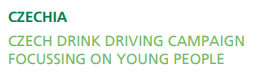 CZECHIA
CZECH DRINK DRIVING CAMPAIGN
FOCUSSING ON YOUNG PEOPLE